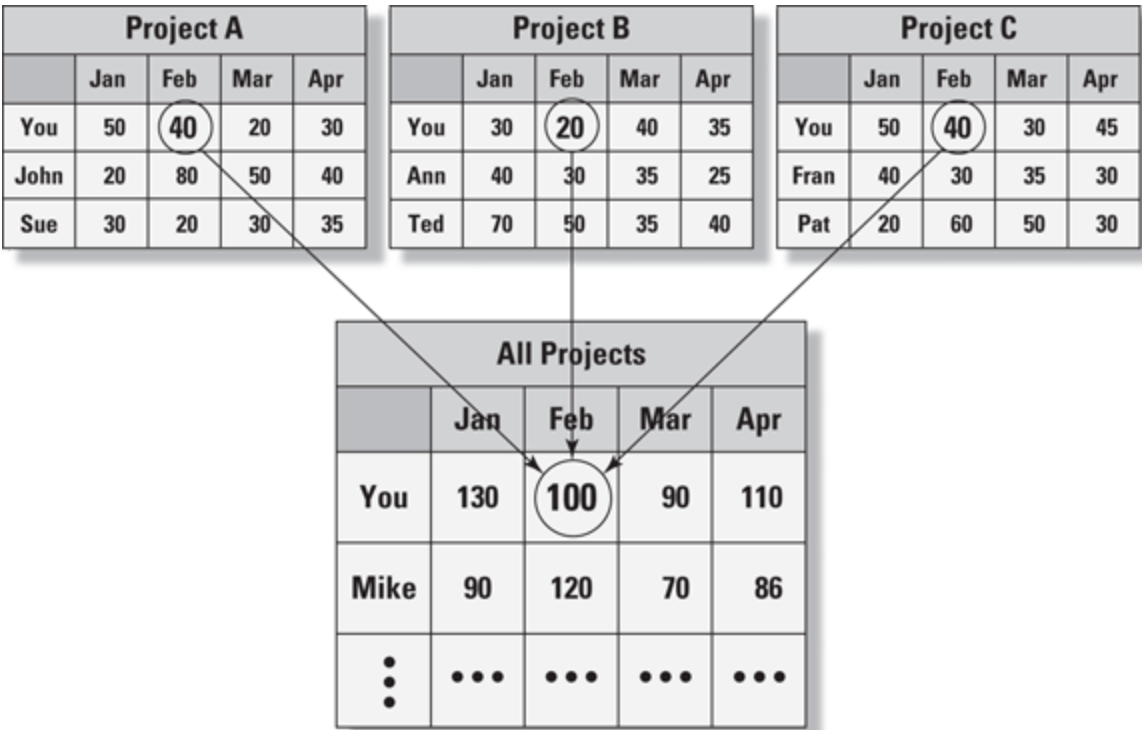 Project A
Jan Feb Mar Apr
You 50 40 20 30
John 20 80 50 40
Sue 30 20 30 35
Project B
Jan Feb Mar Apr
You 30 20 40 35
Ann 40 30 35 25
Ted 70 50 35 40
Project C
Jan Feb Mar Apr
You 50 40 30 45
Fran 40 30 35 30
Pat 20 60 50 30
All Projects
Jan Feb Mar Apr
You 130 100 90 110
Mike 90 120 70 86